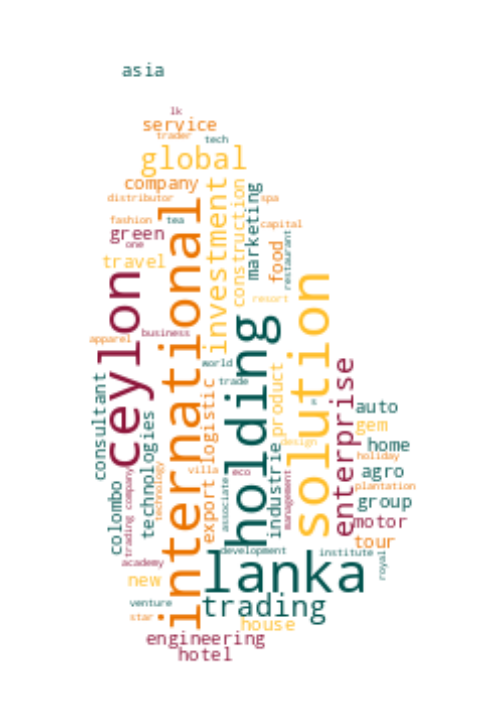 asia
lk
service
trader
tech
global
company
distributor
international
investment
construction
marketing
spa
fashion
tea
capital
green
one
food
restaurant
travel
resort
ceylon
holding
solution
business
apparel
world
trade
product
enterprise
consultant
logistic
s
auto
technologies
gem
design
home
industrie
holiday
villa
eco
agro
export
technology
trading company
management
plantation
colombo
associate
group
motor
tour
development
institute
academy
lanka
royal
new
venture
trading
star
house
engineering
hotel